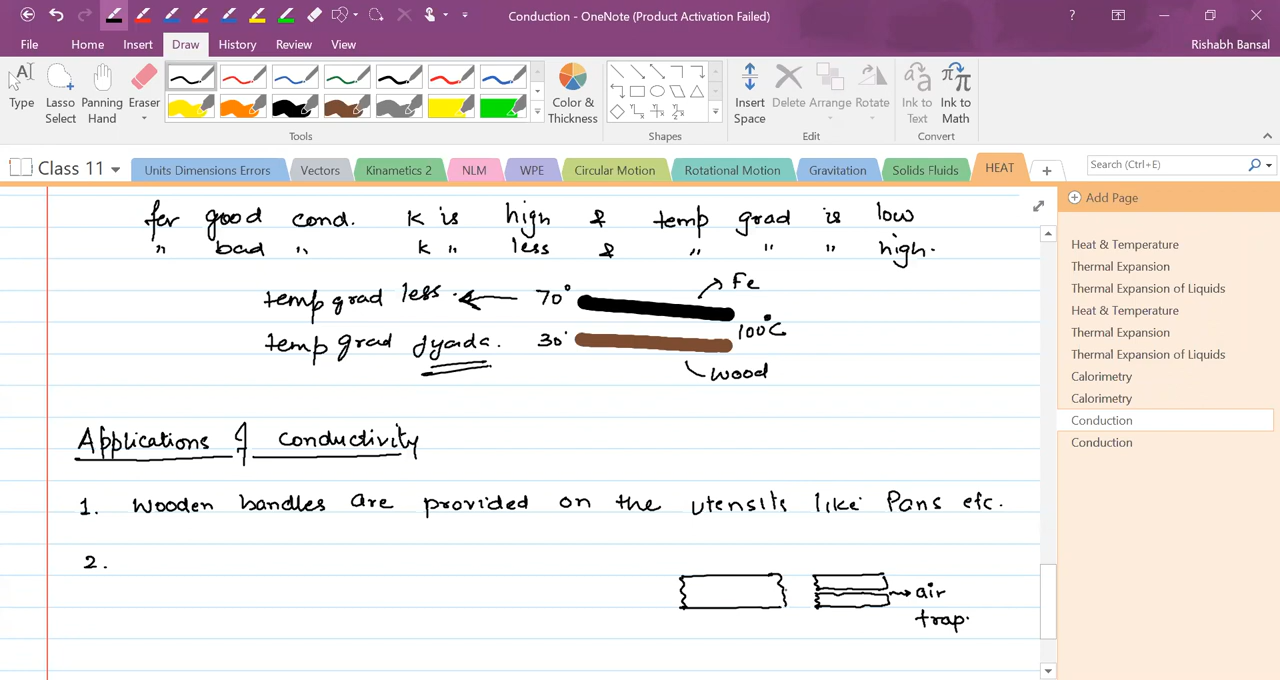 Conduction - OneNote (Product Activation Failed)
?
File Home Insert Draw History Review View
Rishabh Bansal
Type Lasso Select Panning Hand Eraser
Color & Thickness
Insert Space Delete Arrange Rotate Ink to Text Ink to Math
Tools Shapes Edit Convert
Class 11 Units Dimensions Errors Vectors Kinametics 2 NLM WPE Circular Motion Rotational Motion Gravitation Solids Fluids HEAT
Search (Ctrl+E)
Add Page
Heat & Temperature
Thermal Expansion
Thermal Expansion of Liquids
Heat & Temperature
Thermal Expansion
Thermal Expansion of Liquids
Calorimetry
Calorimetry
Conduction
Conduction
for good cond. K is high & temp grad is low
" bad " K " less & " " " high.
temp grad less. 70° Fe
100°C
temp grad jyada. 30° wood
Applications of conductivity
1. Wooden handles are provided on the utensils like Pans etc.
2.
air
trap.